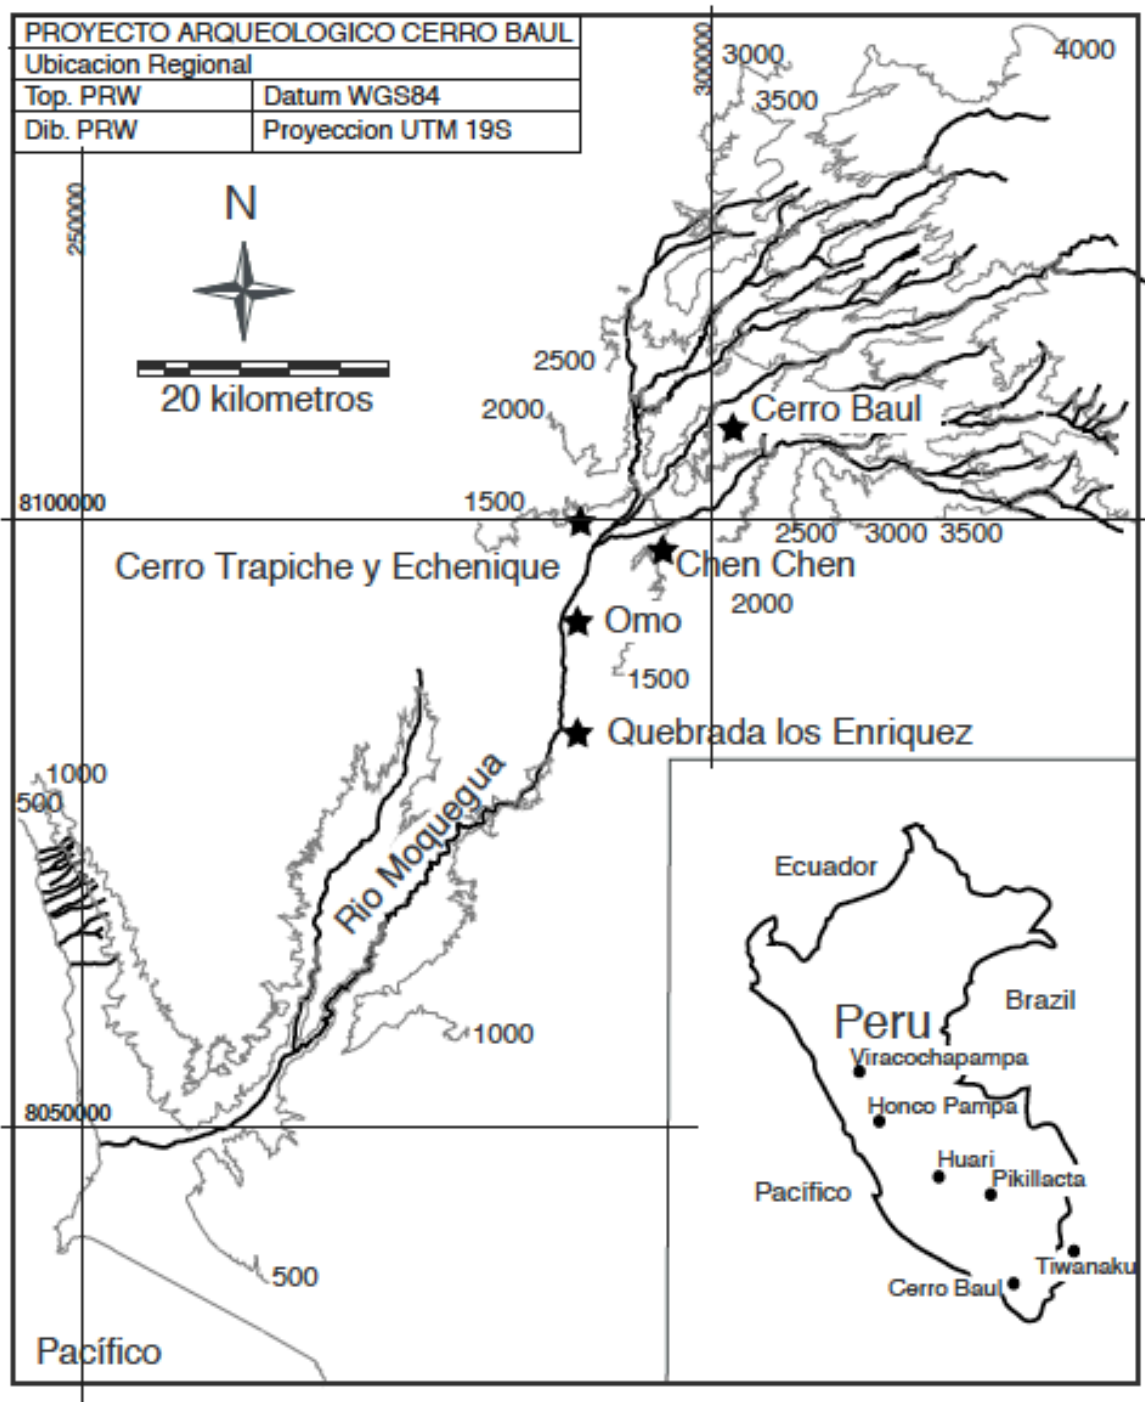 PROYECTO ARQUEOLOGICO CERRO BAUL
Ubicacion Regional
Top. PRW
Datum WGS84
Dib. PRW
Proyeccion UTM 19S
300000
3000
3500
4000
250000
N
20 kilometros
2500
2000
Cerro Baul
1500
8100000
2500
3000
3500
Cerro Trapiche y Echenique
Chen Chen
2000
Omo
1500
Quebrada los Enriquez
1000
500
Rio Moquegua
1000
8050000
500
Pacífico
Ecuador
Brazil
Peru
Viracochapampa
Honco Pampa
Huari
Pikillacta
Pacífico
Tiwanaku
Cerro Baul